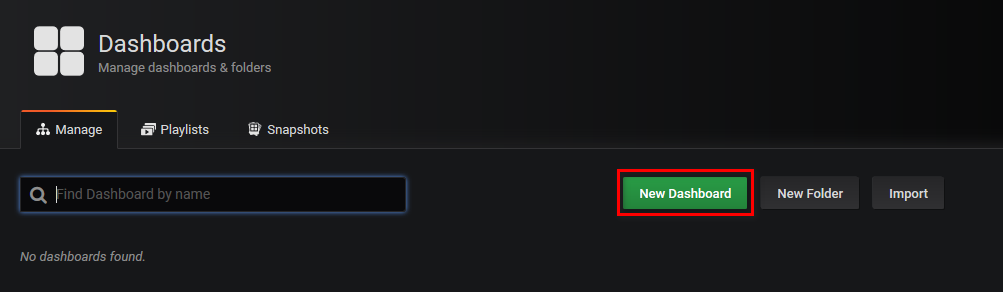 Dashboards
Manage dashboards & folders
Manage Playlists Snapshots
Find Dashboard by name New Dashboard New Folder Import
No dashboards found.